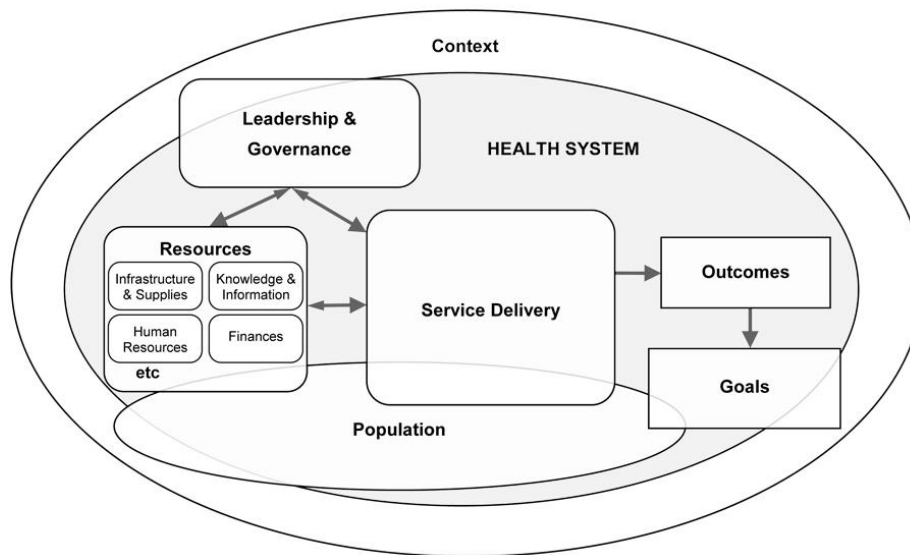 Context
Leadership &
Governance
HEALTH SYSTEM
Resources
Infrastructure
& Supplies
Knowledge &
Information
Human
Resources
Finances
etc
Service Delivery
Outcomes
Goals
Population